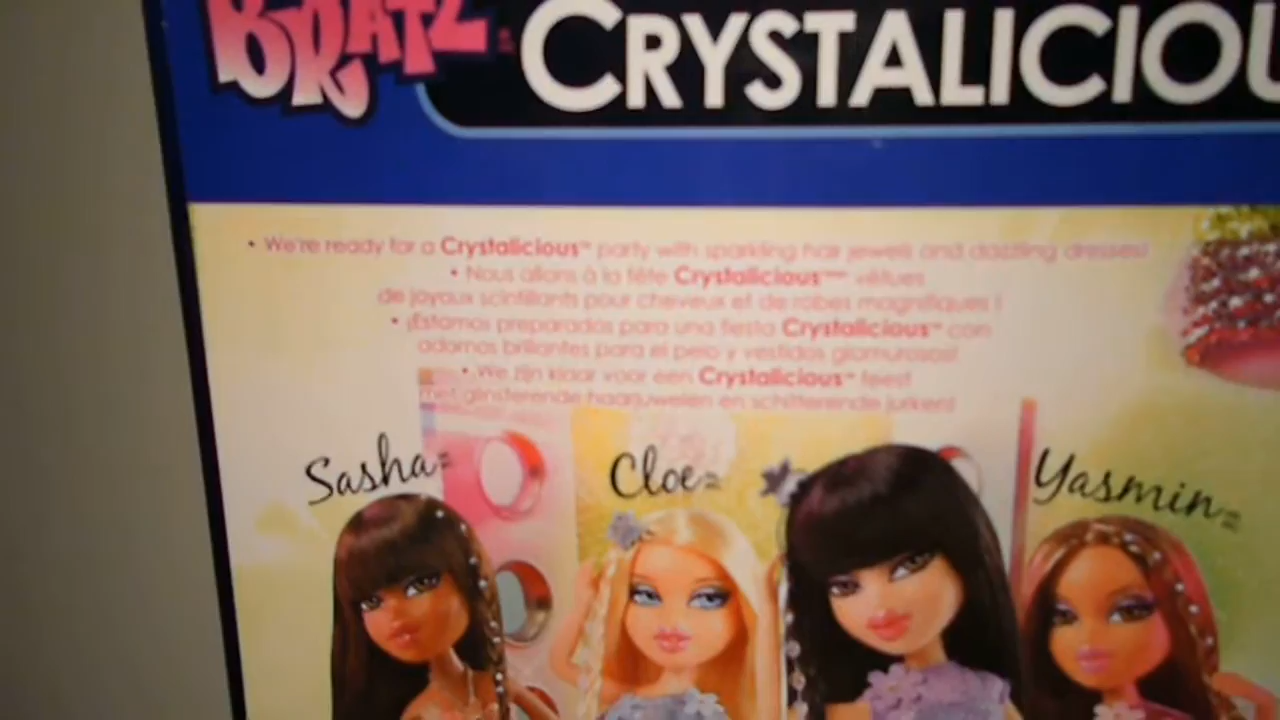 BRATZ
CRYSTALICIOU
• We're ready for a Crystalicious™ party with sparkling hair jewels and dazzling dresses!
• Nous allons à la fête Crystalicious™ vêtues
de joyaux scintillants pour cheveux et de robes magnifiques !
• ¡Estamos preparadas para una fiesta Crystalicious™ con
adornos brillantes para el pelo y vestidos glamurosos!
• We zijn klaar voor een Crystalicious™ feest
met glinsterende haarjuwelen en schitterende jurken!
Sasha™
Cloe™
Yasmin™